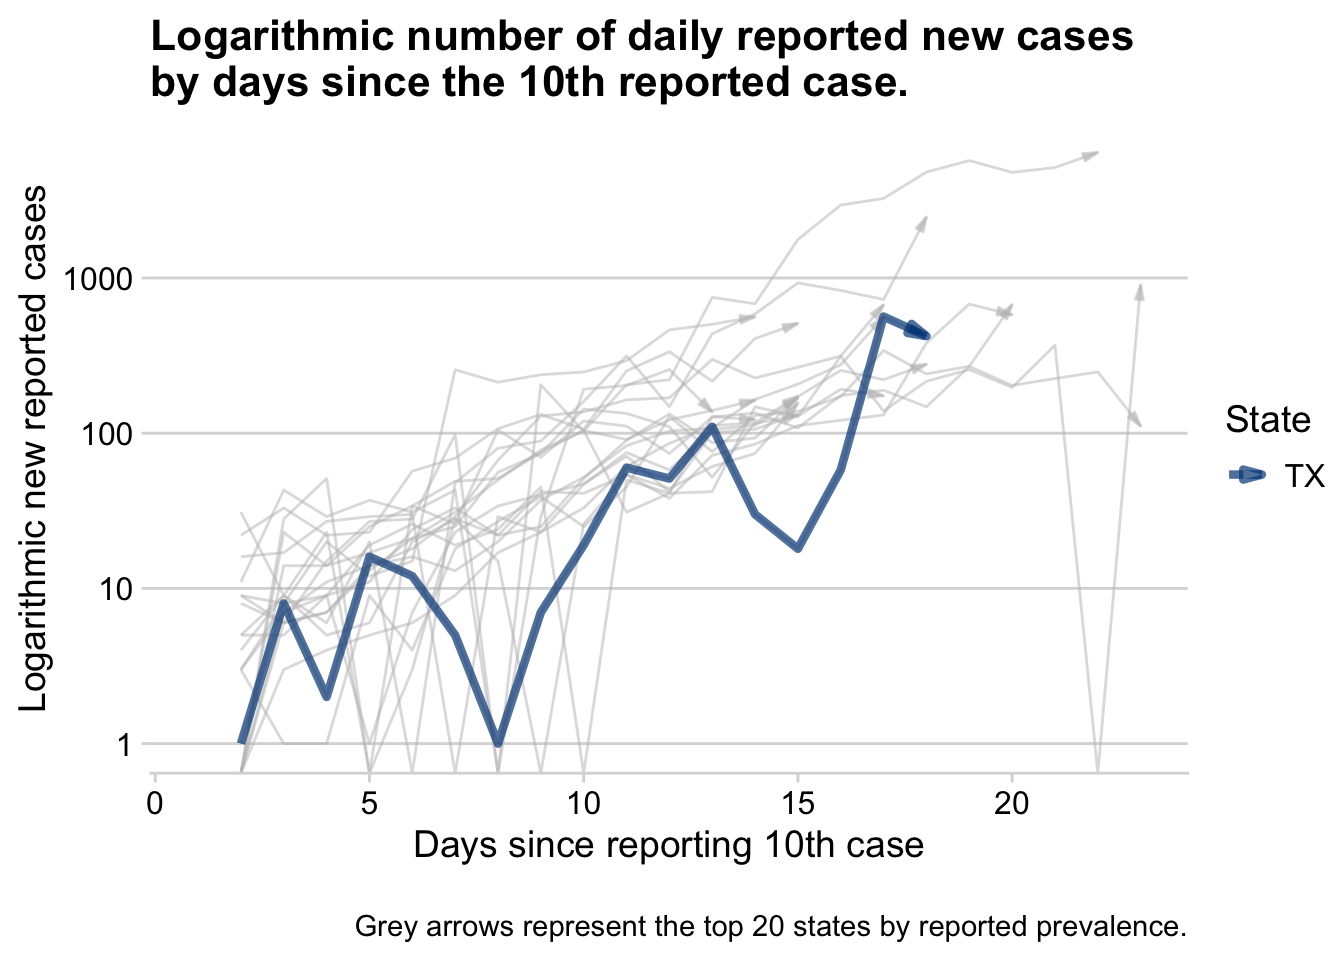 Logarithmic number of daily reported new cases
by days since the 10th reported case.
Logarithmic new reported cases
1000
100
10
1
0 5 10 15 20
Days since reporting 10th case
State
TX
Grey arrows represent the top 20 states by reported prevalence.